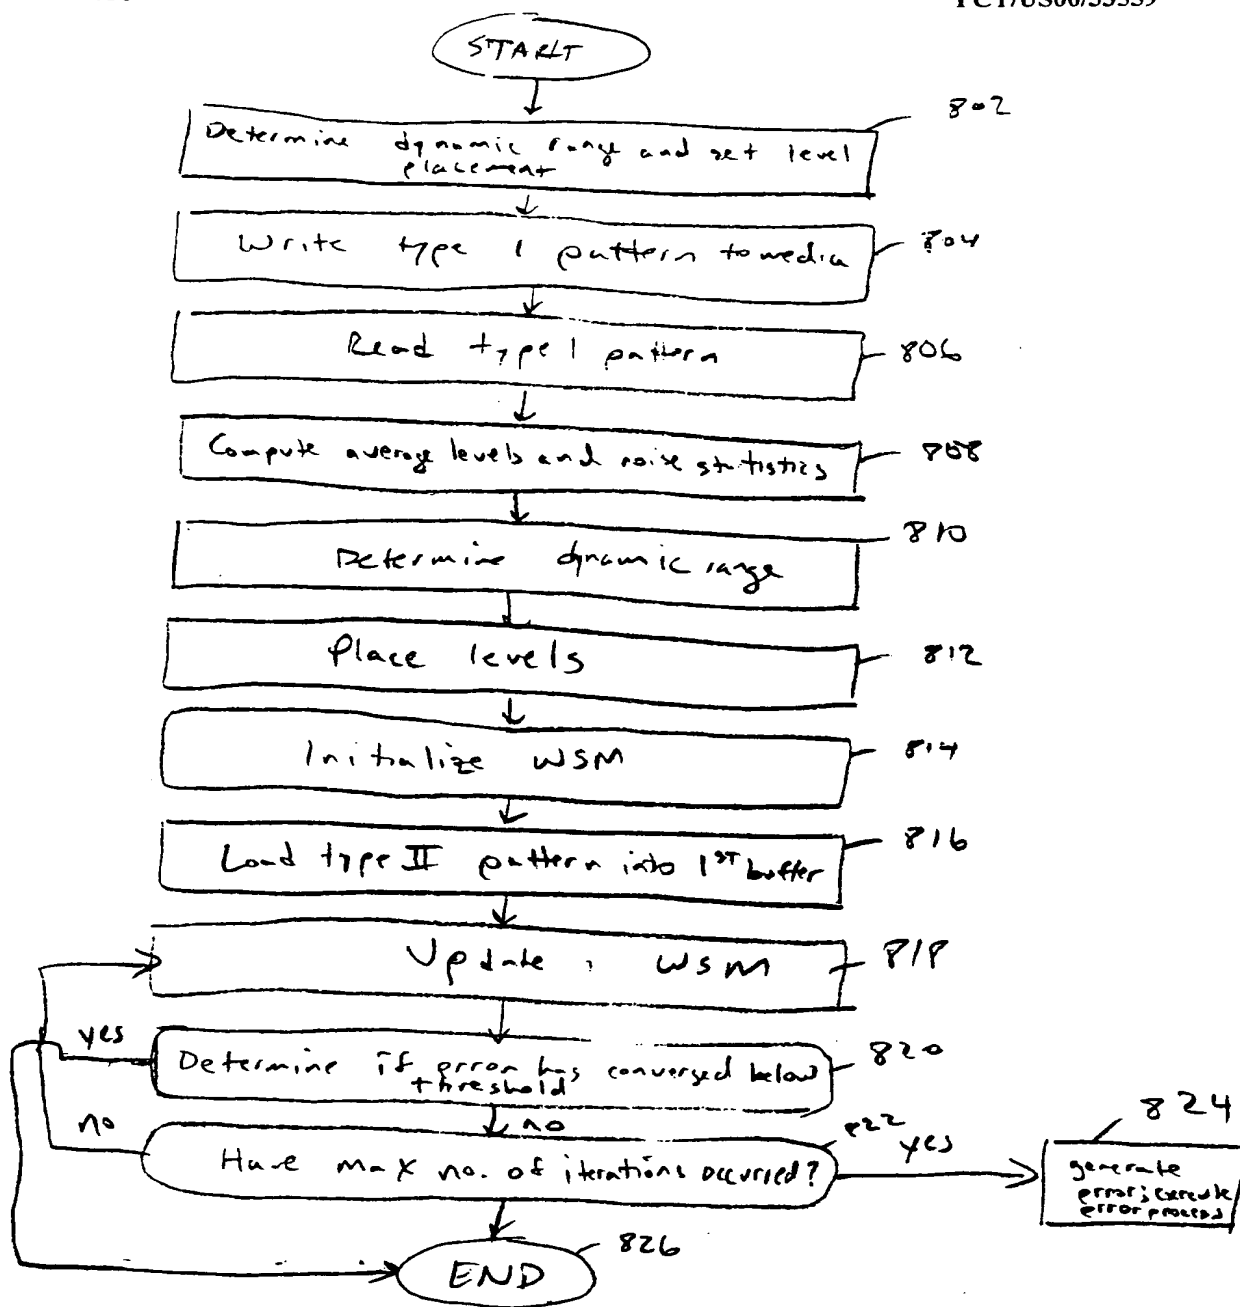 START
802
Determine dynamic range and set level
placement
Write type 1 pattern to media
804
Read type 1 pattern
806
Compute average levels and noise statistics
808
810
Determine dynamic range
Place levels
812
Initialize WSM
814
Load type II pattern into 1ST buffer
816
Update WSM
818
yes
Determine if error has converged below
threshold
820
no
no
822
yes
Have max no. of iterations occurred?
824
generate
error; execute
error process
826
END